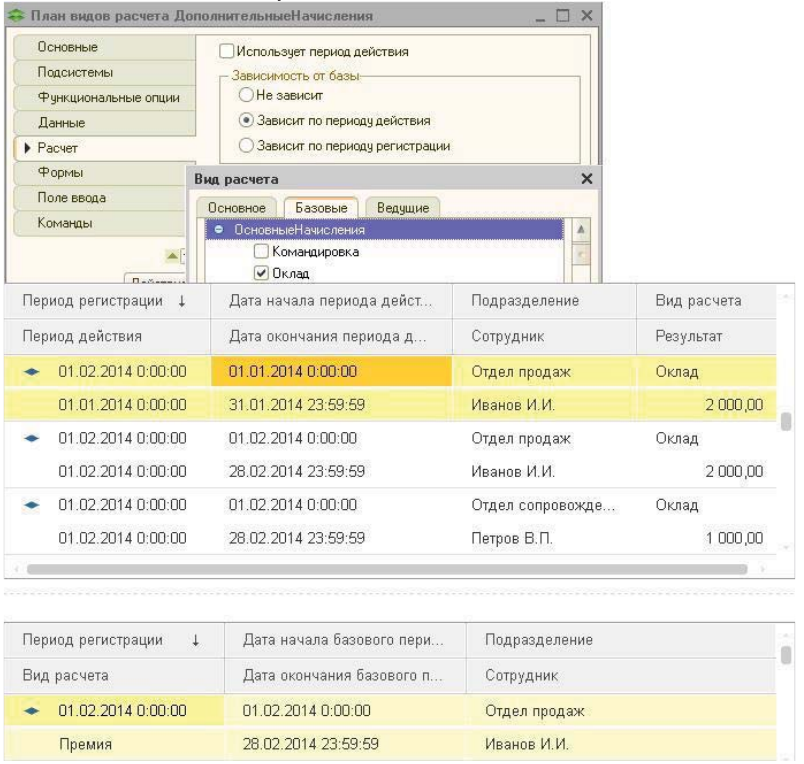 План видов расчета ДополнительныеНачисления
Основные
Подсистемы
Функциональные опции
Данные
Расчет
Формы
Поле ввода
Команды
Использует период действия
Зависимость от базы
Не зависит
Зависит по периоду действия
Зависит по периоду регистрации
Вид расчета
Основное Базовые Ведущие
ОсновныеНачисления
Командировка
Оклад
Период регистрации ↓ Дата начала периода дейст... Подразделение Вид расчета
Период действия Дата окончания периода д... Сотрудник Результат
01.02.2014 0:00:00 01.01.2014 0:00:00 Отдел продаж Оклад
01.01.2014 0:00:00 31.01.2014 23:59:59 Иванов И.И. 2 000,00
01.02.2014 0:00:00 01.02.2014 0:00:00 Отдел продаж Оклад
01.02.2014 0:00:00 28.02.2014 23:59:59 Иванов И.И. 2 000,00
01.02.2014 0:00:00 01.02.2014 0:00:00 Отдел сопровожде... Оклад
01.02.2014 0:00:00 28.02.2014 23:59:59 Петров В.П. 1 000,00
Период регистрации ↓ Дата начала базового пери... Подразделение
Вид расчета Дата окончания базового п... Сотрудник
01.02.2014 0:00:00 01.02.2014 0:00:00 Отдел продаж
Премия 28.02.2014 23:59:59 Иванов И.И.